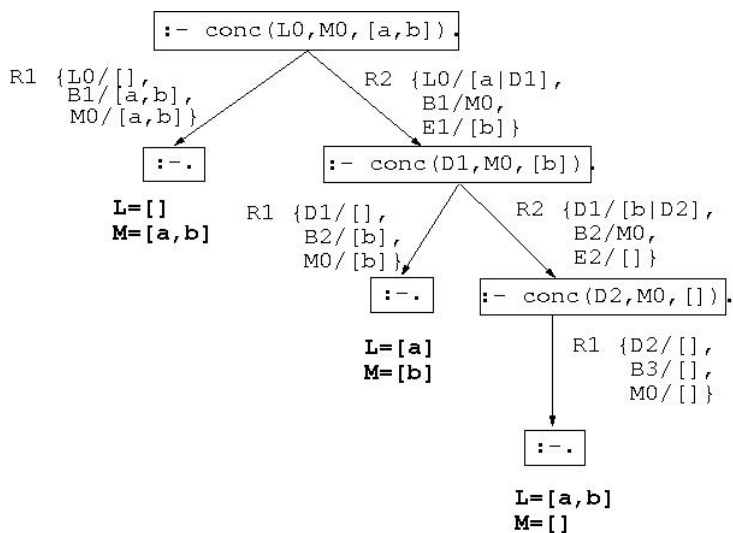 :- conc(L0,M0,[a,b]).
R1 {L0/[],
B1/[a,b],
M0/[a,b]}
R2 {L0/[a|D1],
B1/M0,
E1/[b]}
:-.
:- conc(D1,M0,[b]).
L=[]
M=[a,b]
R1 {D1/[],
B2/[b],
M0/[b]}
R2 {D1/[b|D2],
B2/M0,
E2/[]}
:-.
:- conc(D2,M0,[]).
L=[a]
M=[b]
R1 {D2/[],
B3/[],
M0/[]}
:-.
L=[a,b]
M=[]